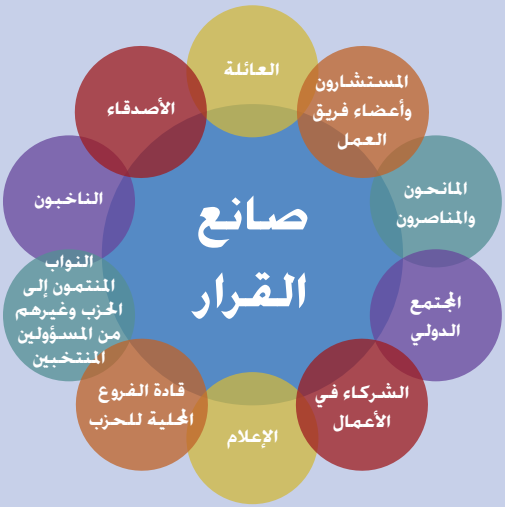 صانع
القرار
العائلة
المستشارون
وأعضاء فريق
العمل
المانحون
والمناصرون
المجتمع
الدولي
الشركاء في
الأعمال
الإعلام
قادة الفروع
المحلية للحزب
النواب
المنتمون إلى
الحزب وغيرهم
من المسؤولين
المنتخبين
الناخبون
الأصدقاء